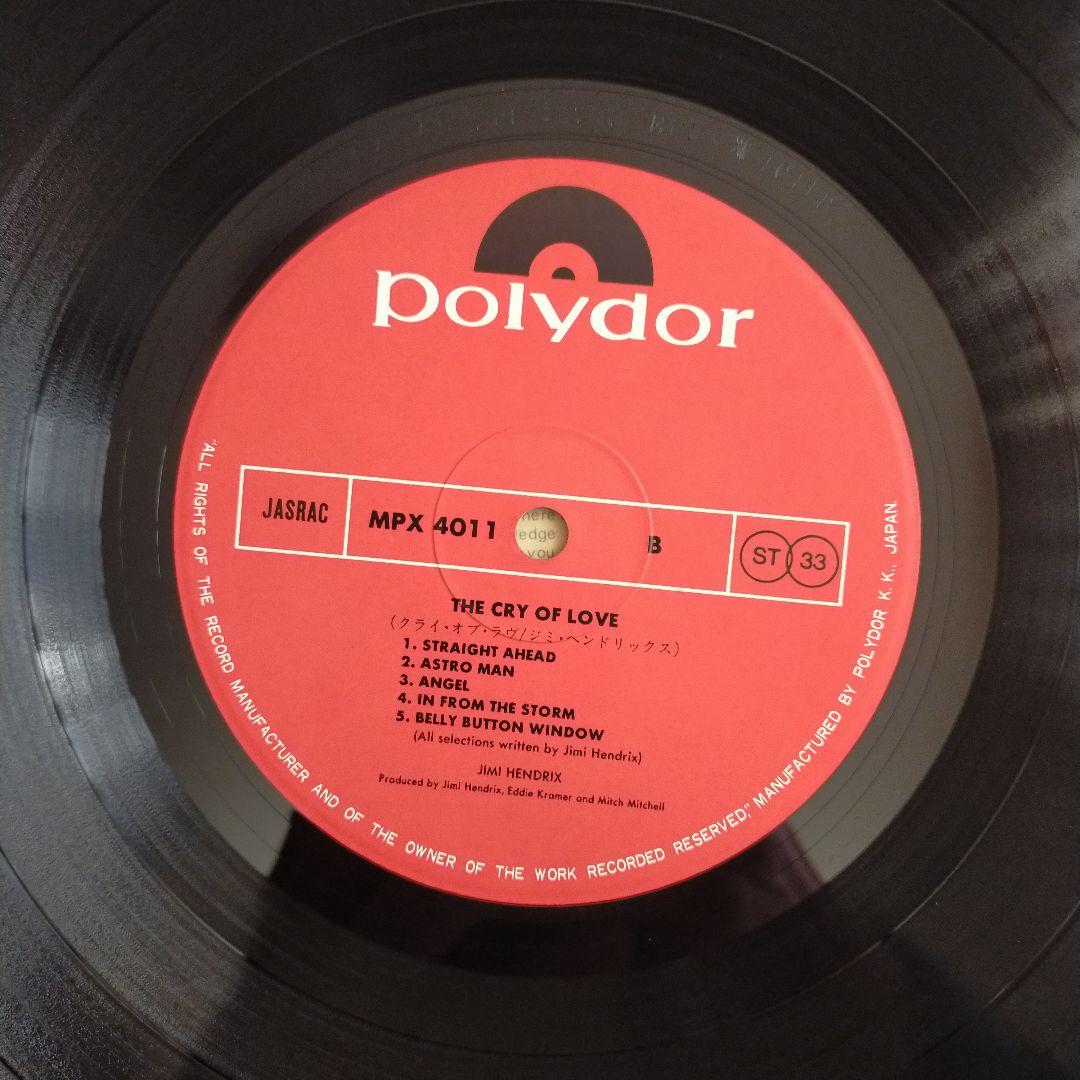 polydor
JASRAC
MPX 4011
B
ST 33
here
edge
you
THE CRY OF LOVE
(クライ・オブ・ラヴ/ジミ・ヘンドリックス)
1. STRAIGHT AHEAD
2. ASTRO MAN
3. ANGEL
4. IN FROM THE STORM
5. BELLY BUTTON WINDOW
(All selections written by Jimi Hendrix)
JIMI HENDRIX
Produced by Jimi Hendrix, Eddie Kramer and Mitch Mitchell
"ALL RIGHTS OF THE RECORD MANUFACTURER AND OF THE OWNER OF THE WORK RECORDED RESERVED," MANUFACTURED BY POLYDOR K.K., JAPAN.